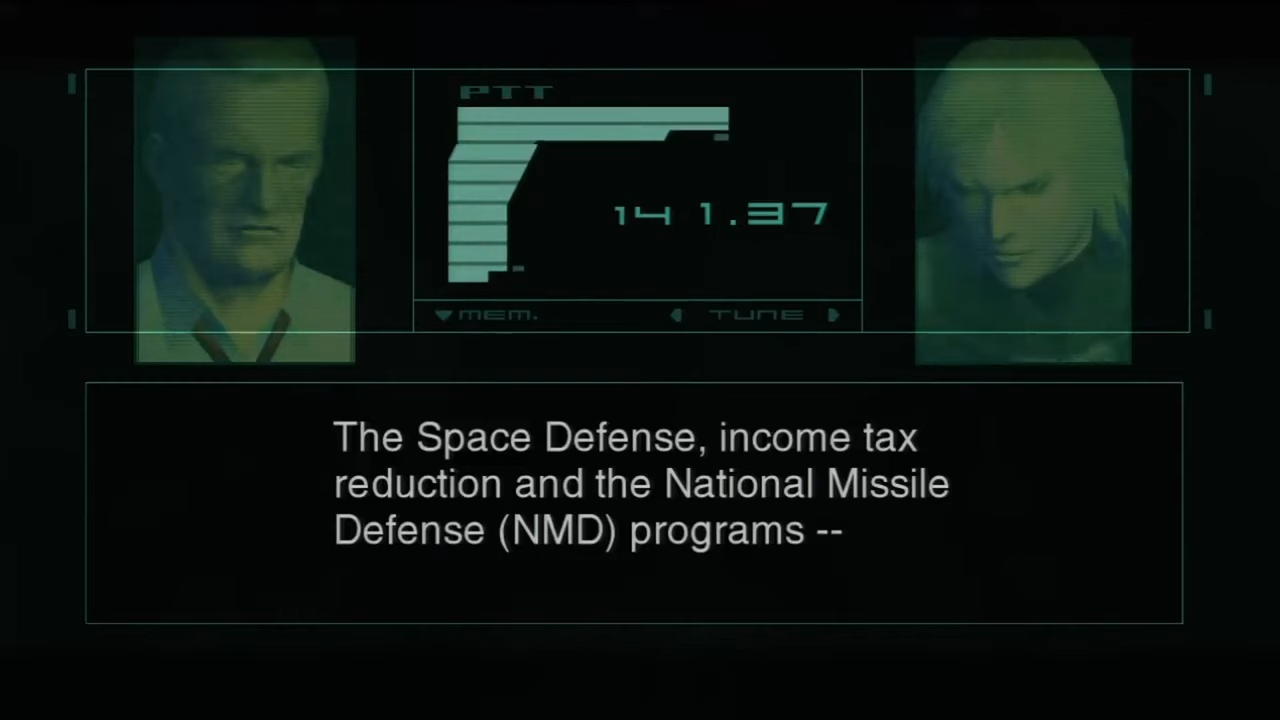 PTT
141.37
MEM.
TUNE
The Space Defense, income tax
reduction and the National Missile
Defense (NMD) programs --